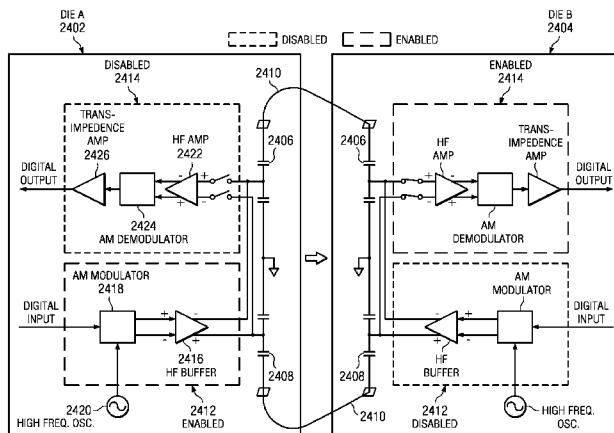 DIE A
2402
DISABLED
ENABLED
DIE B
2404
DISABLED
2414
2410
ENABLED
2414
TRANS-
IMPEDANCE
AMP
2426
HF AMP
2422
2406
2406
HF AMP
TRANS-
IMPEDANCE
AMP
DIGITAL
OUTPUT
DIGITAL
OUTPUT
- +
+ -
- +
+ -
2424
AM DEMODULATOR
AM
DEMODULATOR
AM MODULATOR
2418
AM
MODULATOR
DIGITAL
INPUT
DIGITAL
INPUT
+ -
- +
- +
+ -
2416
HF BUFFER
HF
BUFFER
2408
2408
2420
HIGH FREQ. OSC.
2412 ENABLED
2410
2412
DISABLED
HIGH FREQ. OSC.